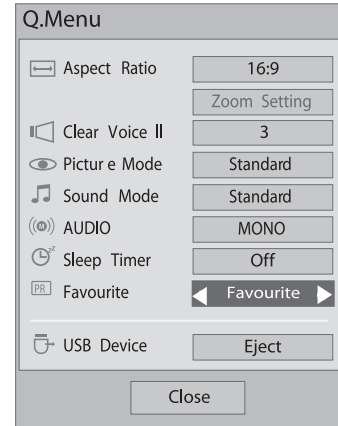 Q.Menu
Aspect Ratio 16:9
Zoom Setting
Clear Voice II 3
Picture Mode Standard
Sound Mode Standard
AUDIO MONO
Sleep Timer Off
PR Favourite Favourite
USB Device Eject
Close